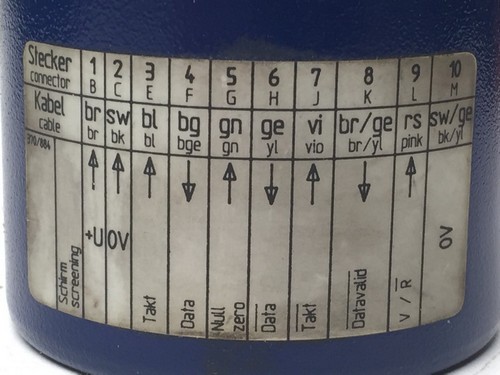 Stecker 1 2 3 4 5 6 7 8 9 10
connector B C E F G H J K L M
Kabel br sw bl bg gn ge vi br/ge rs sw/ge
cable br bk bl bge gn yl vio br/yl pink bk/yl
370/884
Schirm screening
+U
0V
Takt
Data
Null zero
Data
Takt
Datavalid
V / R
0V